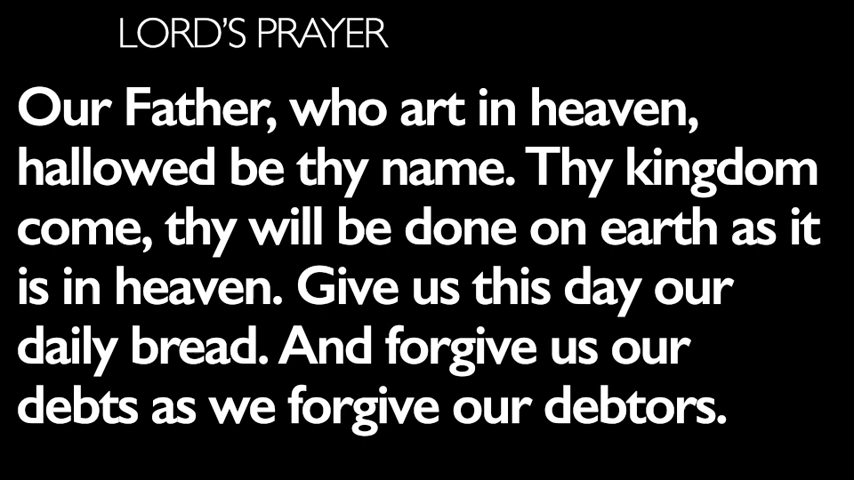 LORD'S PRAYER
Our Father, who art in heaven,
hallowed be thy name. Thy kingdom
come, thy will be done on earth as it
is in heaven. Give us this day our
daily bread. And forgive us our
debts as we forgive our debtors.